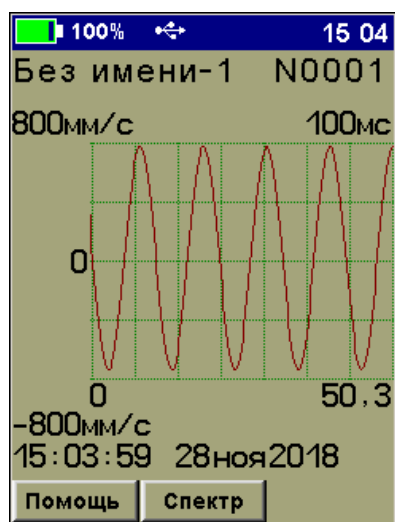 100% 15 04
Без имени-1 N0001
800мм/с 100мс
0
0 50,3
-800мм/с
15:03:59 28ноя2018
Помощь Спектр